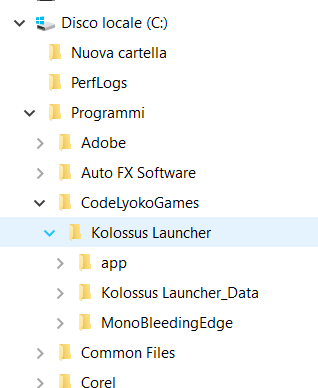 Disco locale (C:)
Nuova cartella
PerfLogs
Programmi
Adobe
Auto FX Software
CodeLyokoGames
Kolossus Launcher
app
Kolossus Launcher_Data
MonoBleedingEdge
Common Files
Corel